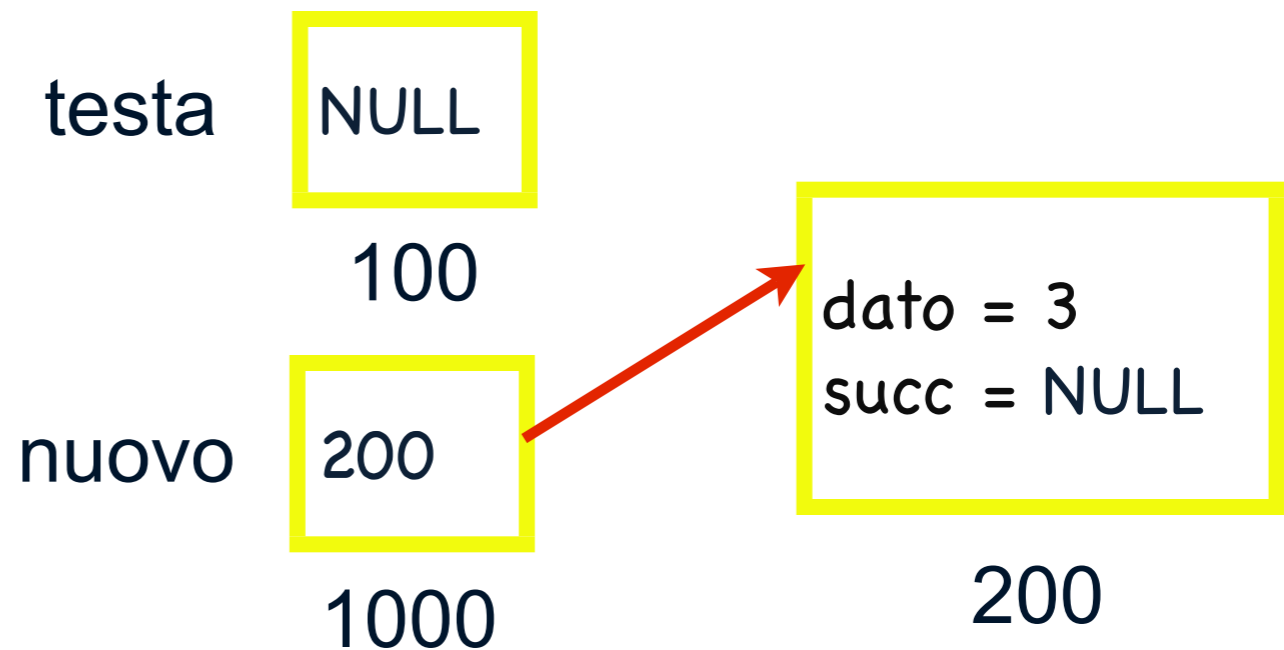 testa
NULL
100
dato = 3
succ = NULL
nuovo
200
1000
200